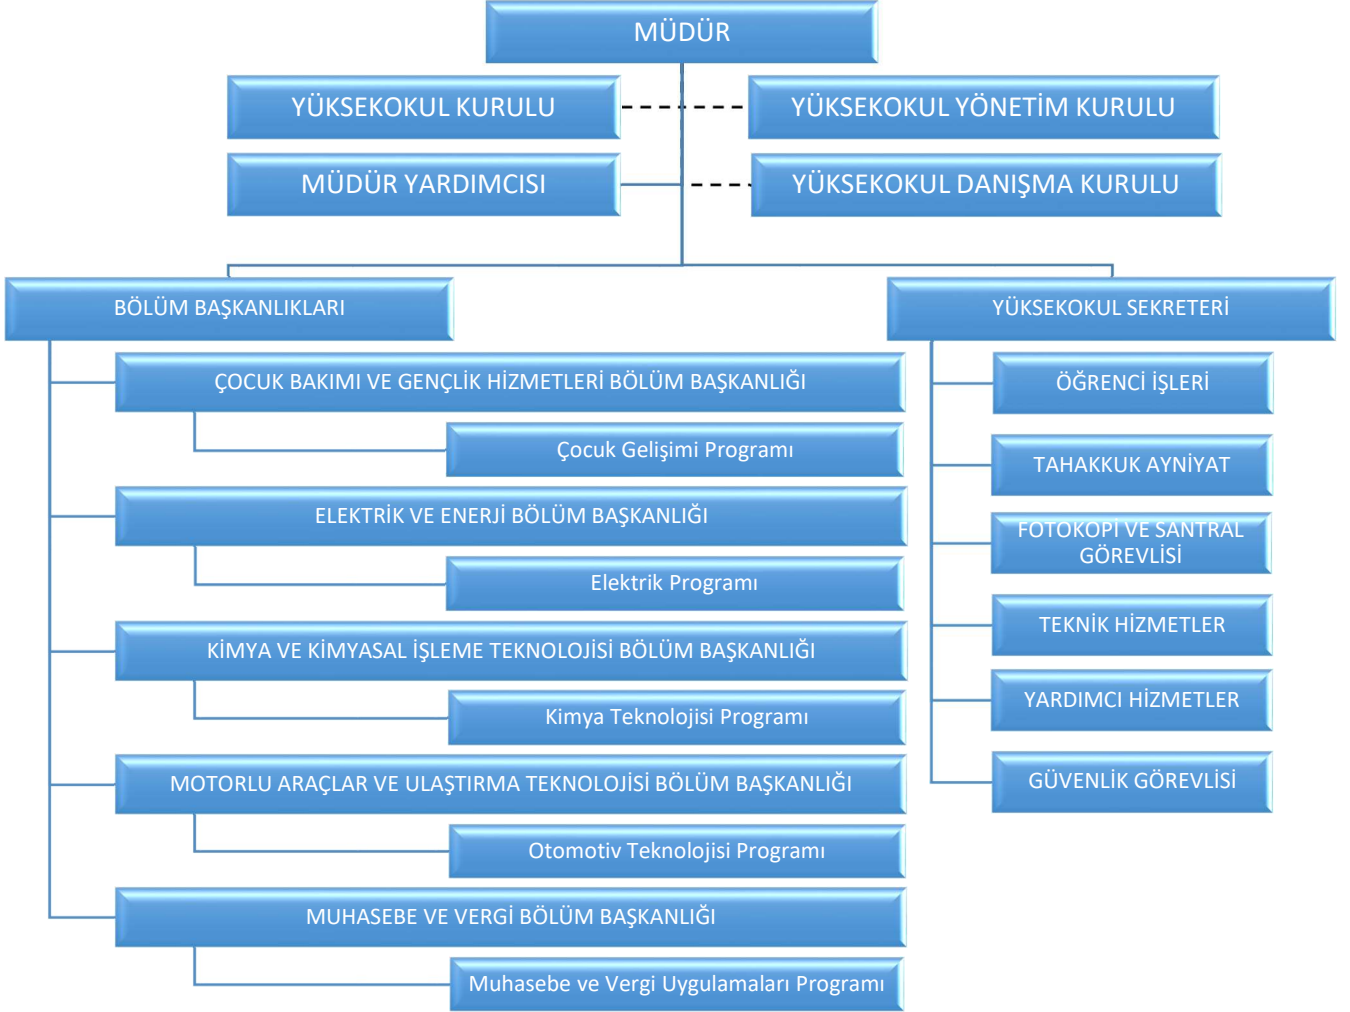 MÜDÜR
YÜKSEKOKUL KURULU
YÜKSEKOKUL YÖNETİM KURULU
MÜDÜR YARDIMCISI
YÜKSEKOKUL DANIŞMA KURULU
BÖLÜM BAŞKANLIKLARI
ÇOCUK BAKIMI VE GENÇLİK HİZMETLERİ BÖLÜM BAŞKANLIĞI
Çocuk Gelişimi Programı
ELEKTRİK VE ENERJİ BÖLÜM BAŞKANLIĞI
Elektrik Programı
KİMYA VE KİMYASAL İŞLEME TEKNOLOJİSİ BÖLÜM BAŞKANLIĞI
Kimya Teknolojisi Programı
MOTORLU ARAÇLAR VE ULAŞTIRMA TEKNOLOJİSİ BÖLÜM BAŞKANLIĞI
Otomotiv Teknolojisi Programı
MUHASEBE VE VERGİ BÖLÜM BAŞKANLIĞI
Muhasebe ve Vergi Uygulamaları Programı
YÜKSEKOKUL SEKRETERİ
ÖĞRENCİ İŞLERİ
TAHAKKUK AYNİYAT
FOTOKOPİ VE SANTRAL
GÖREVLİSİ
TEKNİK HİZMETLER
YARDIMCI HİZMETLER
GÜVENLİK GÖREVLİSİ